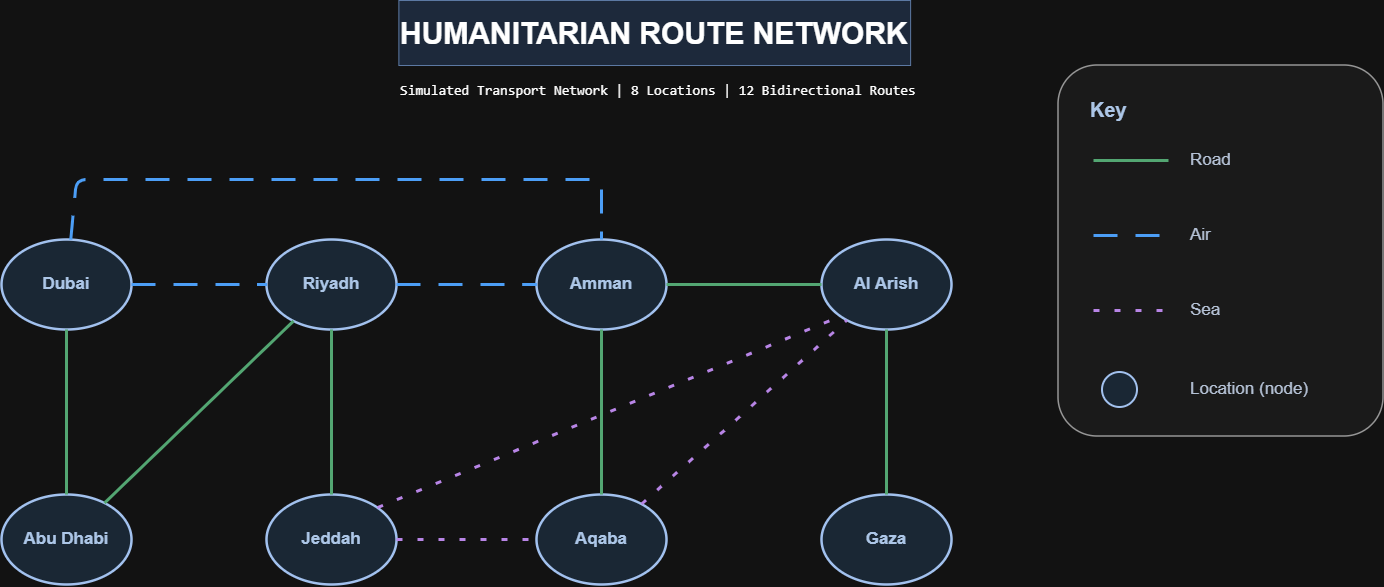 HUMANITARIAN ROUTE NETWORK
Simulated Transport Network | 8 Locations | 12 Bidirectional Routes
Key
Road
Air
Sea
Location (node)
Dubai
Riyadh
Amman
Al Arish
Abu Dhabi
Jeddah
Aqaba
Gaza